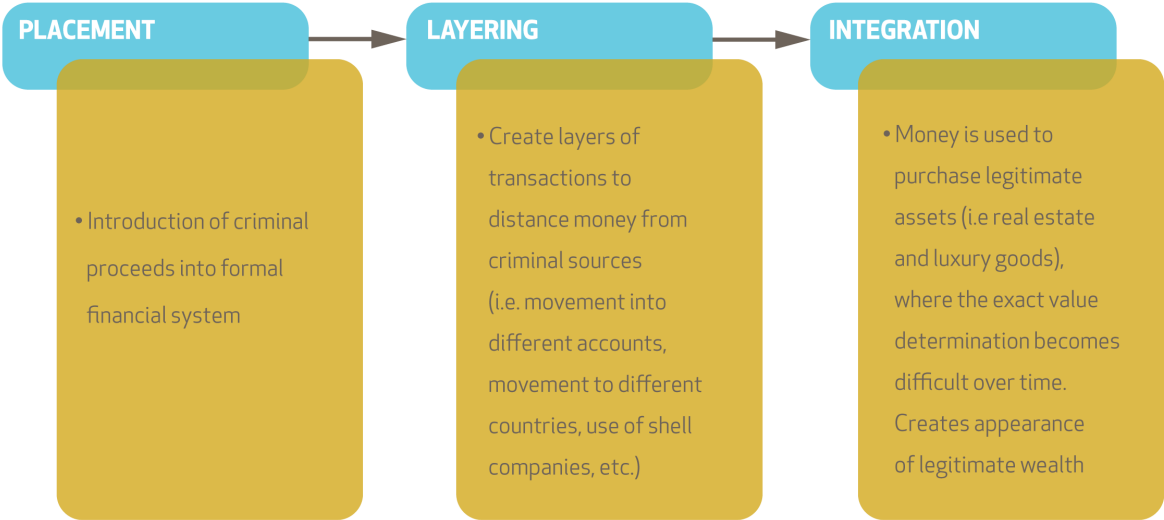 PLACEMENT
• Introduction of criminal
proceeds into formal
financial system
LAYERING
• Create layers of
transactions to
distance money from
criminal sources
(i.e. movement into
different accounts,
movement to different
countries, use of shell
companies, etc.)
INTEGRATION
• Money is used to
purchase legitimate
assets (i.e real estate
and luxury goods),
where the exact value
determination becomes
difficult over time.
Creates appearance
of legitimate wealth